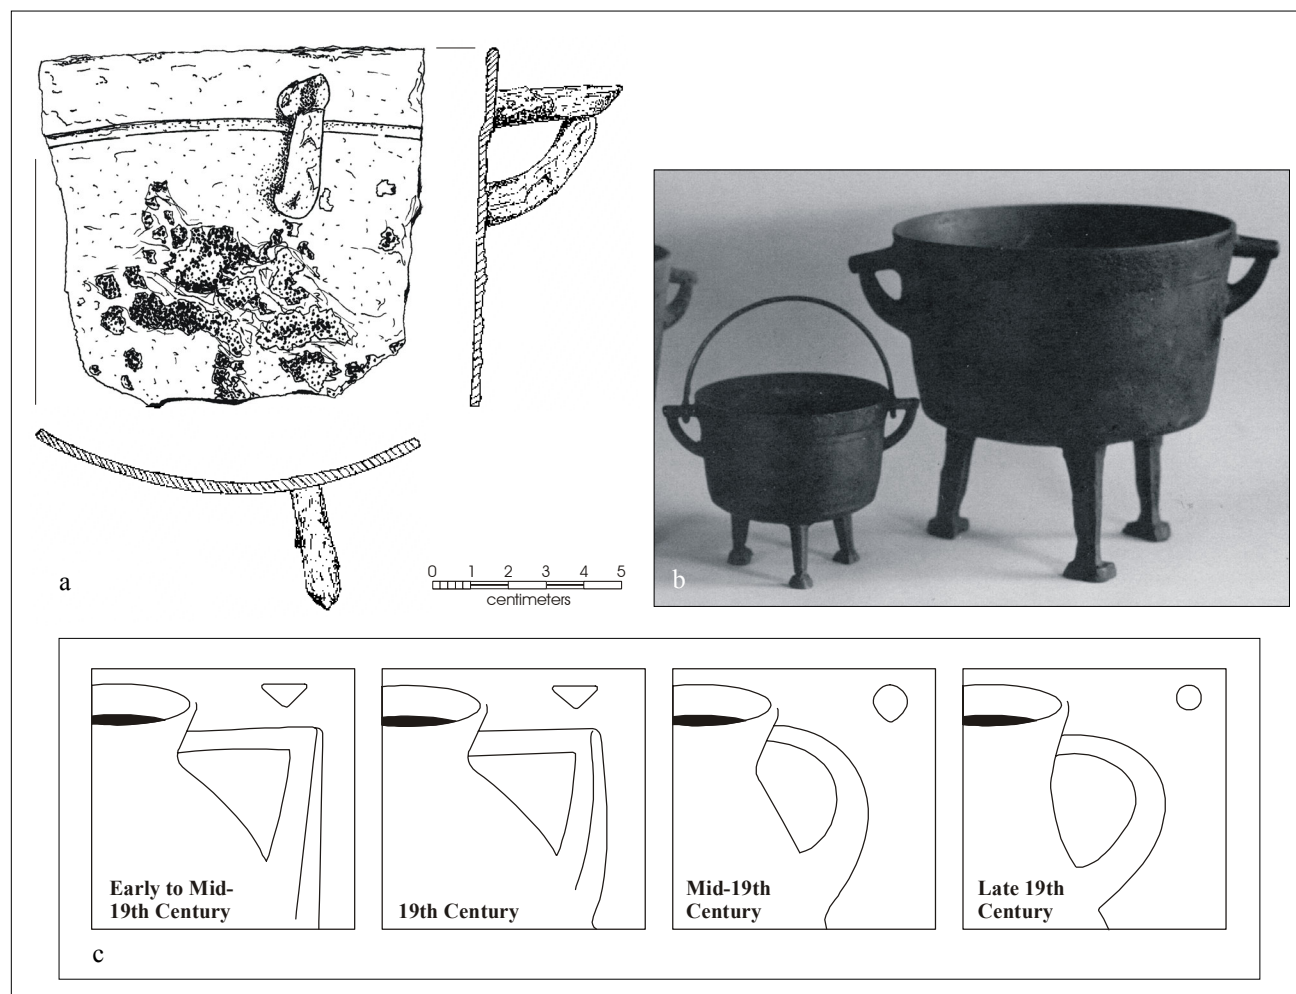 a
0 1 2 3 4 5
centimeters
b
Early to Mid-
19th Century
19th Century
Mid-19th
Century
Late 19th
Century
c